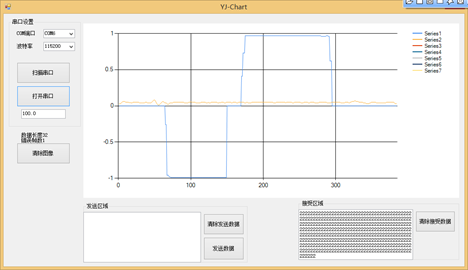 YJ-Chart
串口设置
COM端口 COM4
波特率 115200
扫描串口
打开串口
100.0
数据长度32
错误帧数1
清除图像
1
0.5
0
-0.5
-1
0 100 200 300
Series1
Series2
Series3
Series4
Series5
Series6
Series7
发送区域
清除发送数据
发送数据
接受区域
清除接受数据
222222